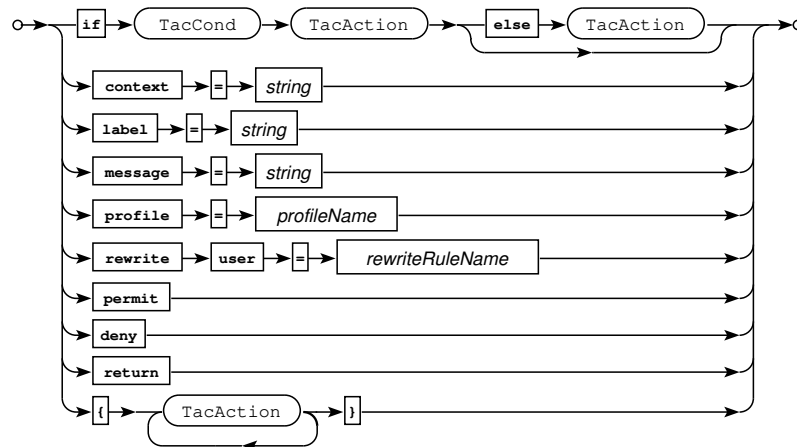 if TacCond TacAction else TacAction
context = string
label = string
message = string
profile = profileName
rewrite user = rewriteRuleName
permit
deny
return
{ TacAction }